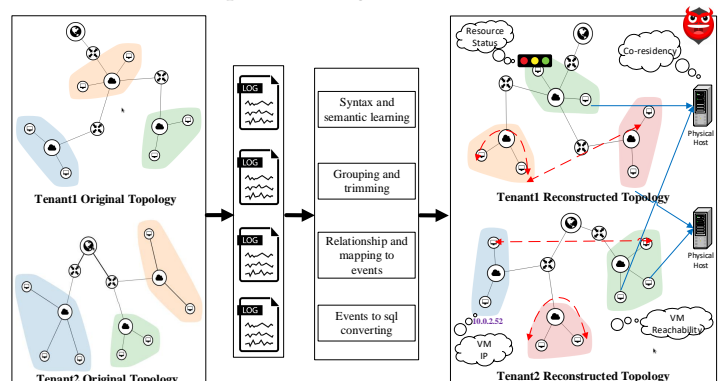 Tenant1 Original Topology
Tenant2 Original Topology
LOG
LOG
LOG
LOG
Syntax and
semantic learning
Grouping and
trimming
Relationship and
mapping to
events
Events to sql
converting
Resource
Status
Co-residency
Physical
Host
Tenant1 Reconstructed Topology
Physical
Host
10.0.2.52
VM
IP
VM
Reachability
Tenant2 Reconstructed Topology